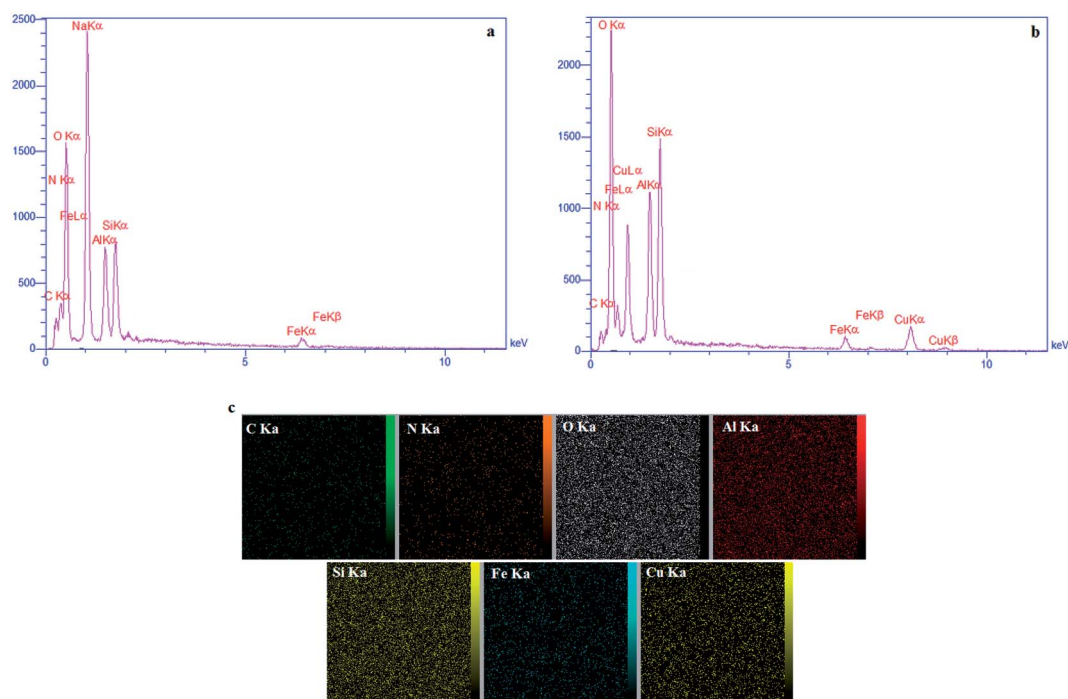 a
2500
2000
1500
1000
500
0
0
5
10
keV
NaKα
O Kα
N Kα
FeLα
SiKα
AlKα
C Kα
FeKβ
FeKα
b
2000
1500
1000
500
0
0
5
10
keV
O Kα
SiKα
CuLα
FeLα AlKα
N Kα
C Kα
FeKβ
CuKα
FeKα
CuKβ
c
C Ka
N Ka
O Ka
Al Ka
Si Ka
Fe Ka
Cu Ka